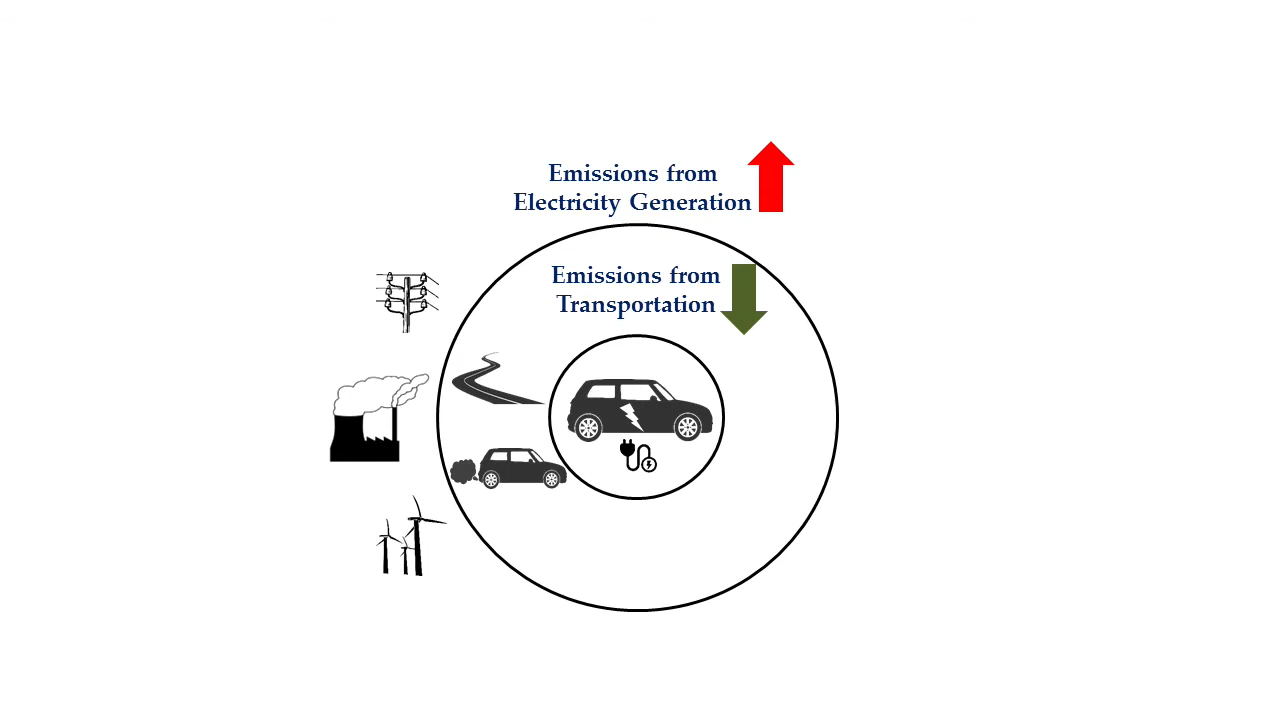 Emissions from
Electricity Generation
Emissions from
Transportation